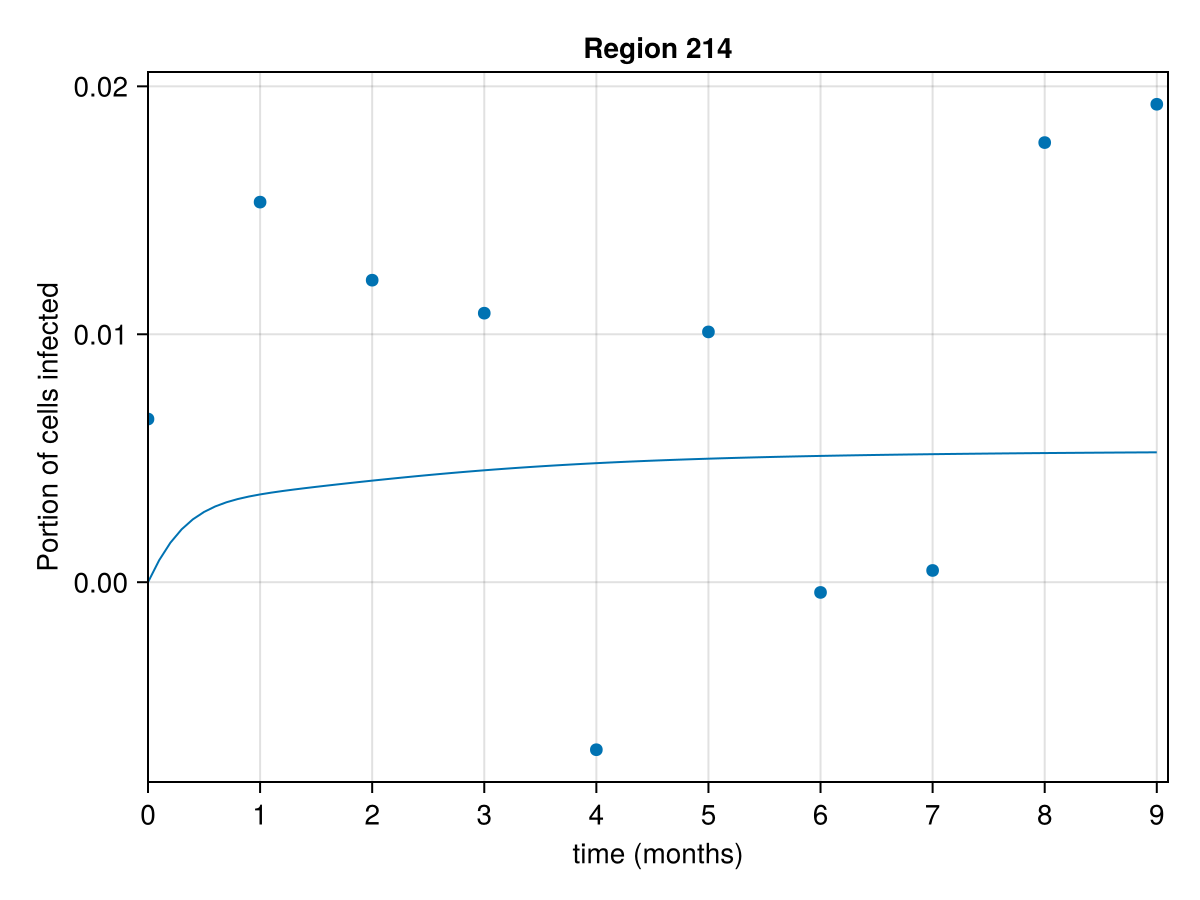 Region 214
0.02
0.01
0.00
Portion of cells infected
0 1 2 3 4 5 6 7 8 9
time (months)